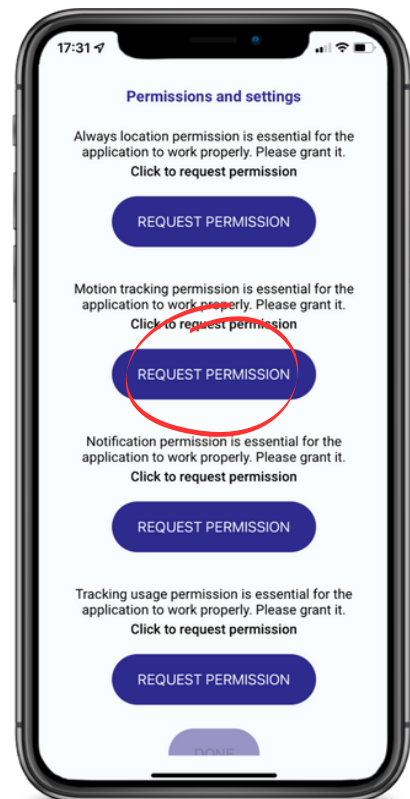 17:31
Permissions and settings
Always location permission is essential for the
application to work properly. Please grant it.
Click to request permission
REQUEST PERMISSION
Motion tracking permission is essential for the
application to work properly. Please grant it.
Click to request permission
REQUEST PERMISSION
Notification permission is essential for the
application to work properly. Please grant it.
Click to request permission
REQUEST PERMISSION
Tracking usage permission is essential for the
application to work properly. Please grant it.
Click to request permission
REQUEST PERMISSION
DONE